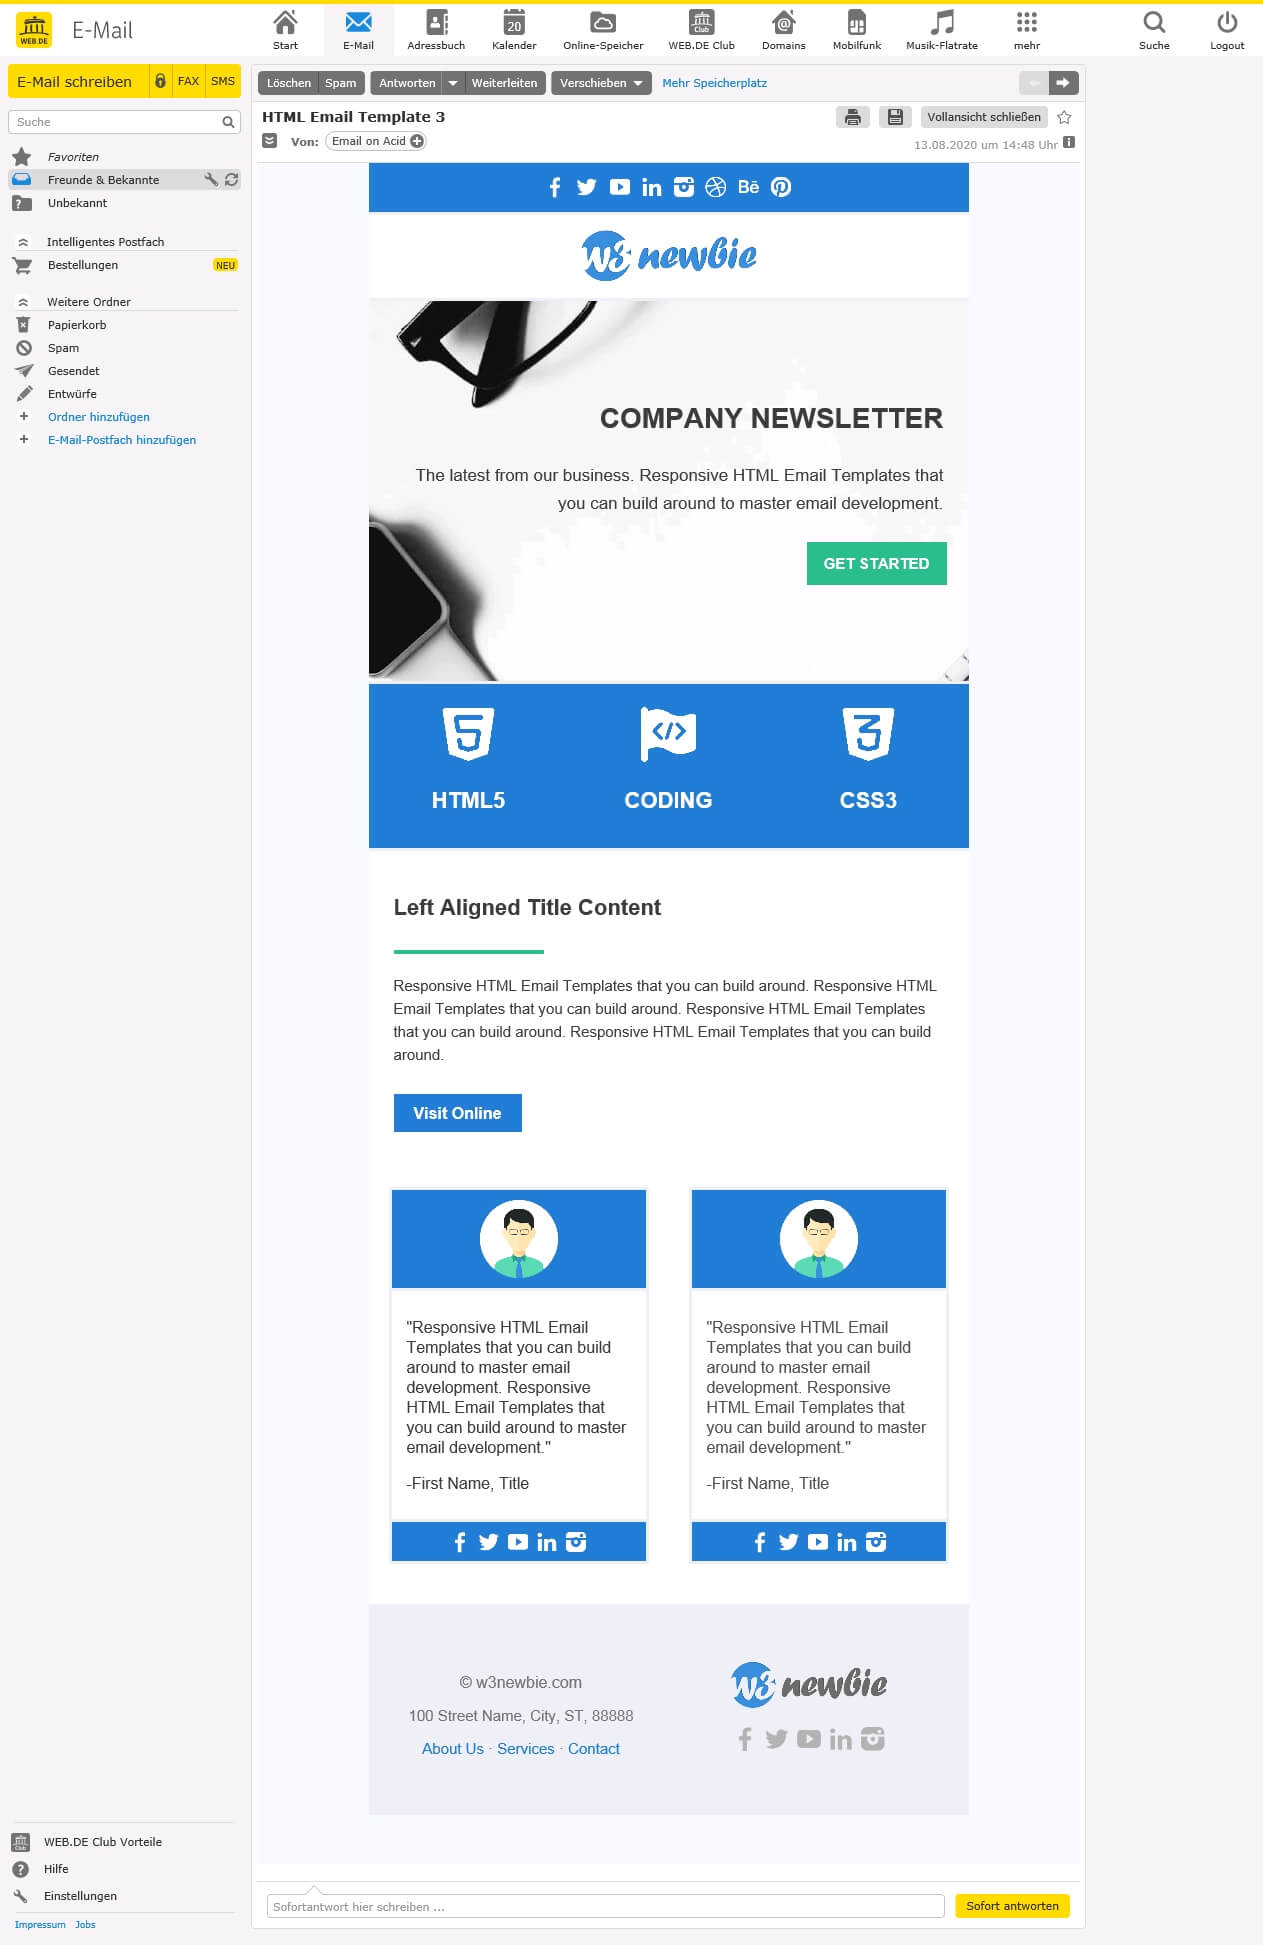 WEB.DE
E-Mail
Start
E-Mail
Adressbuch
20
Kalender
Online-Speicher
Club
WEB.DE Club
Domains
Mobilfunk
Musik-Flatrate
mehr
Suche
Logout
E-Mail schreiben
FAX
SMS
Suche
Favoriten
Freunde & Bekannte
Unbekannt
Intelligentes Postfach
Bestellungen
NEU
Weitere Ordner
Papierkorb
Spam
Gesendet
Entwürfe
Ordner hinzufügen
E-Mail-Postfach hinzufügen
Löschen
Spam
Antworten
Weiterleiten
Verschieben
Mehr Speicherplatz
HTML Email Template 3
Vollansicht schließen
Von:
Email on Acid
13.08.2020 um 14:48 Uhr
Bē
w3 newbie
COMPANY NEWSLETTER
The latest from our business. Responsive HTML Email Templates that
you can build around to master email development.
GET STARTED
HTML5
CODING
CSS3
Left Aligned Title Content
Responsive HTML Email Templates that you can build around. Responsive HTML
Email Templates that you can build around. Responsive HTML Email Templates
that you can build around. Responsive HTML Email Templates that you can build
around.
Visit Online
"Responsive HTML Email
Templates that you can build
around to master email
development. Responsive
HTML Email Templates that
you can build around to master
email development."
-First Name, Title
"Responsive HTML Email
Templates that you can build
around to master email
development. Responsive
HTML Email Templates that
you can build around to master
email development."
-First Name, Title
© w3newbie.com
100 Street Name, City, ST, 88888
About Us · Services · Contact
w3 newbie
Club
WEB.DE Club Vorteile
Hilfe
Einstellungen
Impressum
Jobs
Sofortantwort hier schreiben ...
Sofort antworten